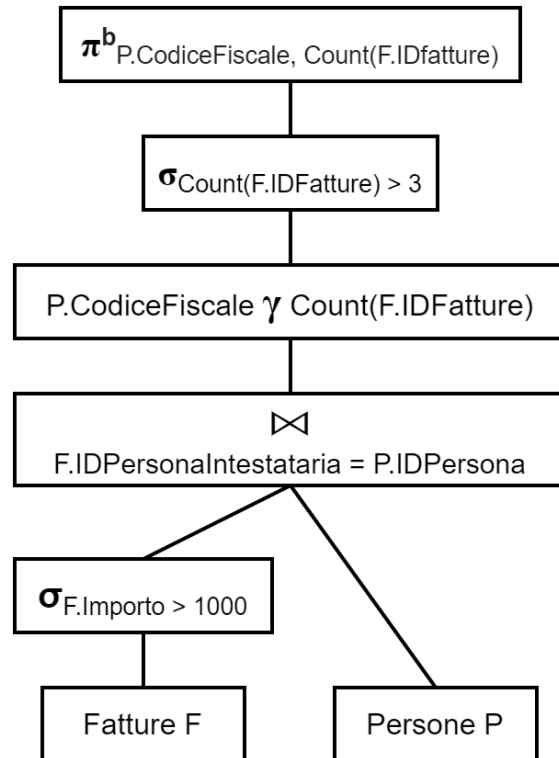 π^b P.CodiceFiscale, Count(F.IDfatture)
σ Count(F.IDFatture) > 3
P.CodiceFiscale γ Count(F.IDFatture)
⋈
F.IDPersonaIntestataria = P.IDPersona
σ F.Importo > 1000
Fatture F
Persone P